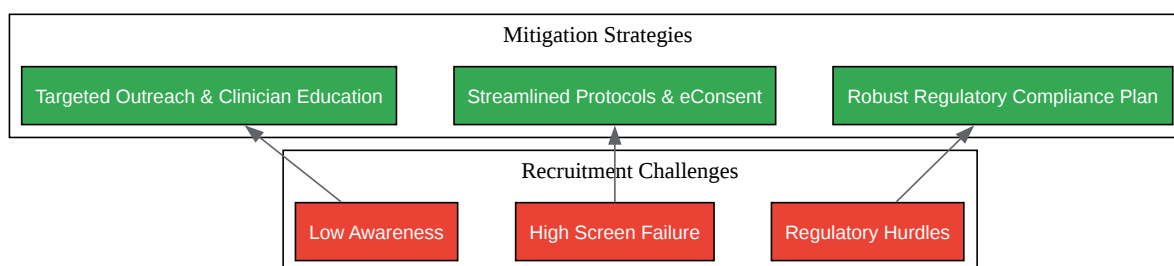 Mitigation Strategies
Targeted Outreach & Clinician Education
Streamlined Protocols & eConsent
Robust Regulatory Compliance Plan
Recruitment Challenges
Low Awareness
High Screen Failure
Regulatory Hurdles